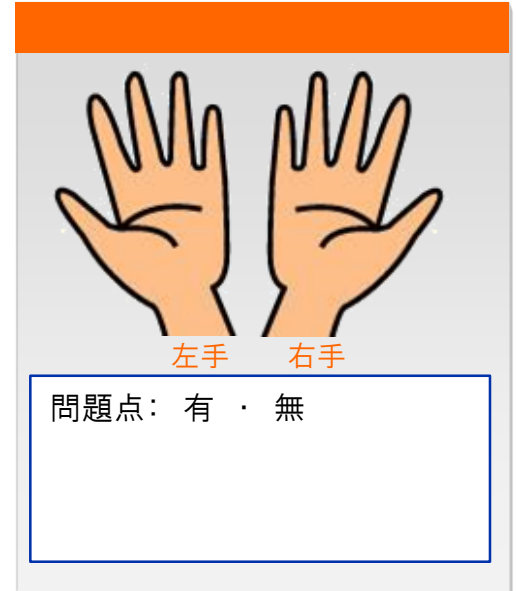 左手 右手
問題点： 有 ・ 無